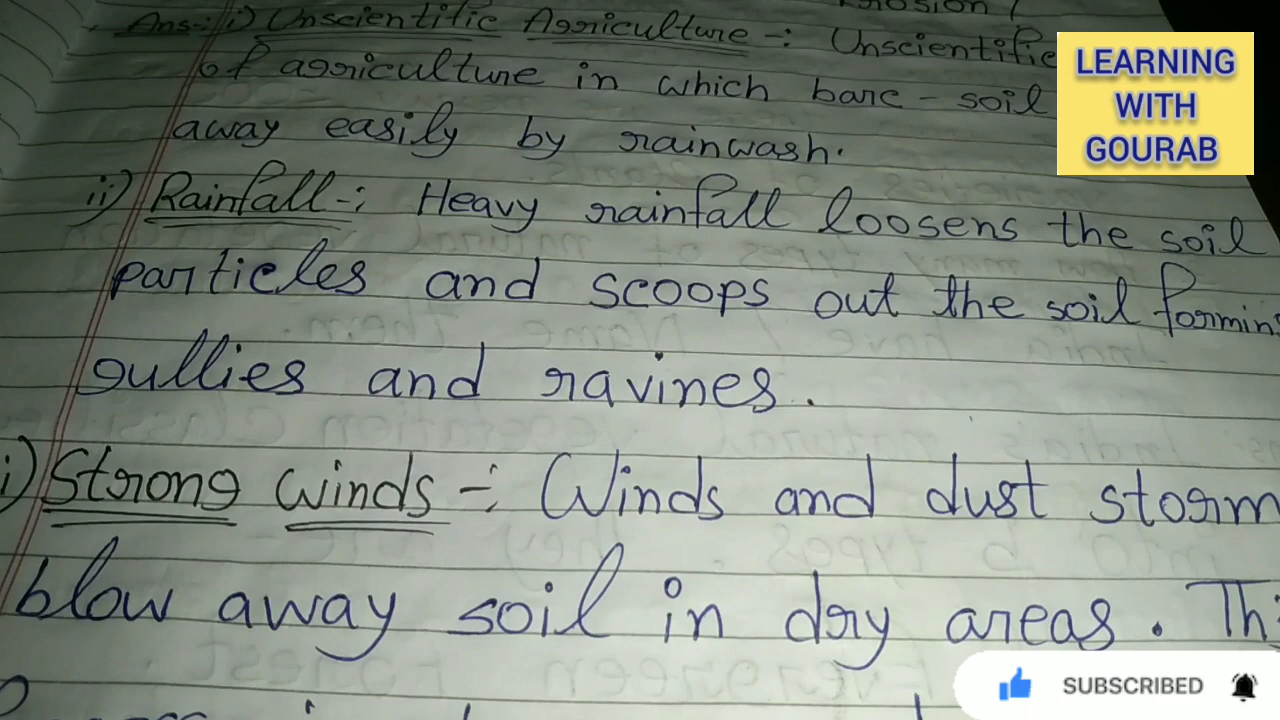 Erosion?
Ans:- i) Unscientific Agriculture -: Unscientific
of agriculture in which bare - soil
away easily by rainwash.
ii) Rainfall -: Heavy rainfall loosens the soil
particles and scoops out the soil formin
gullies and ravines.
i) Strong Winds -: Winds and dust storm
blow away soil in dry areas. Thi
LEARNING
WITH
GOURAB
SUBSCRIBED